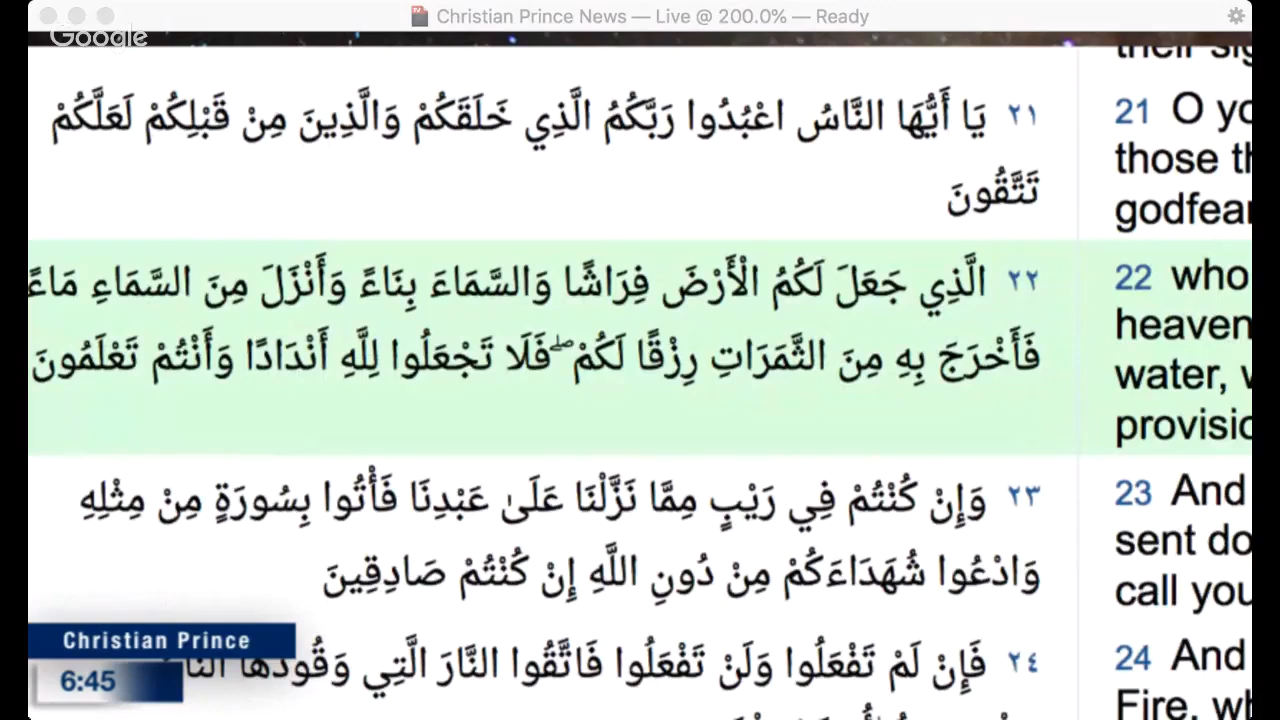 Christian Prince News — Live @ 200.0% — Ready
Google
٢١ يَا أَيُّهَا النَّاسُ اعْبُدُوا رَبَّكُمُ الَّذِي خَلَقَكُمْ وَالَّذِينَ مِنْ قَبْلِكُمْ لَعَلَّكُمْ
تَتَّقُونَ
٢٢ الَّذِي جَعَلَ لَكُمُ الْأَرْضَ فِرَاشًا وَالسَّمَاءَ بِنَاءً وَأَنْزَلَ مِنَ السَّمَاءِ مَاءً
فَأَخْرَجَ بِهِ مِنَ الثَّمَرَاتِ رِزْقًا لَكُمْ ۖ فَلَا تَجْعَلُوا لِلَّهِ أَنْدَادًا وَأَنْتُمْ تَعْلَمُونَ
٢٣ وَإِنْ كُنْتُمْ فِي رَيْبٍ مِمَّا نَزَّلْنَا عَلَىٰ عَبْدِنَا فَأْتُوا بِسُورَةٍ مِنْ مِثْلِهِ
وَادْعُوا شُهَدَاءَكُمْ مِنْ دُونِ اللَّهِ إِنْ كُنْتُمْ صَادِقِينَ
٢٤ فَإِنْ لَمْ تَفْعَلُوا وَلَنْ تَفْعَلُوا فَاتَّقُوا النَّارَ الَّتِي وَقُودُهَا
their sig
21 O yo
those th
godfear
22 who
heaven
water, w
provisio
23 And
sent do
call you
24 And
Fire, wh
Christian Prince
6:45